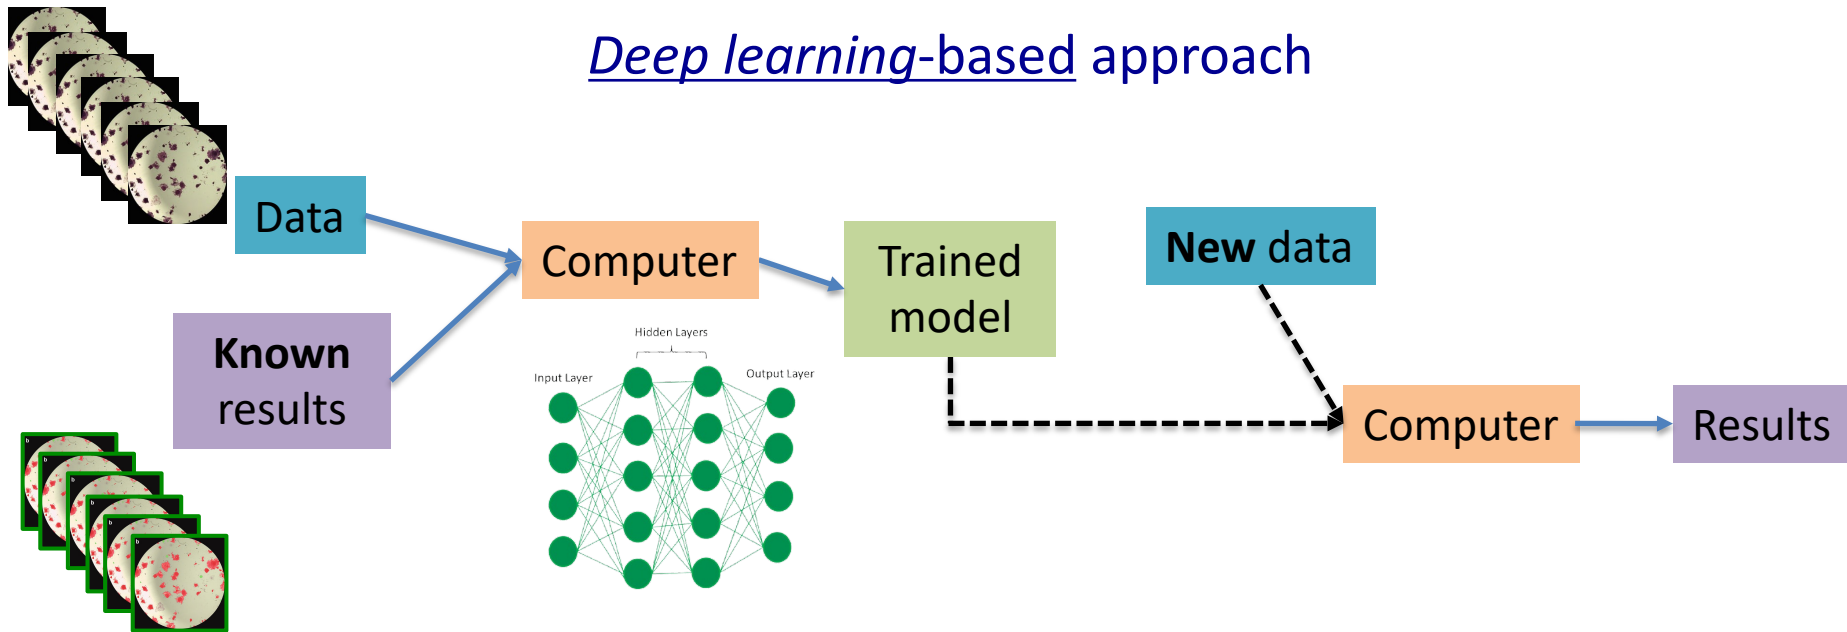 Deep learning-based approach
Data
Computer
Trained
model
New data
Known
results
Hidden Layers
Input Layer
Output Layer
Computer
Results
b
b
b
b
b
b